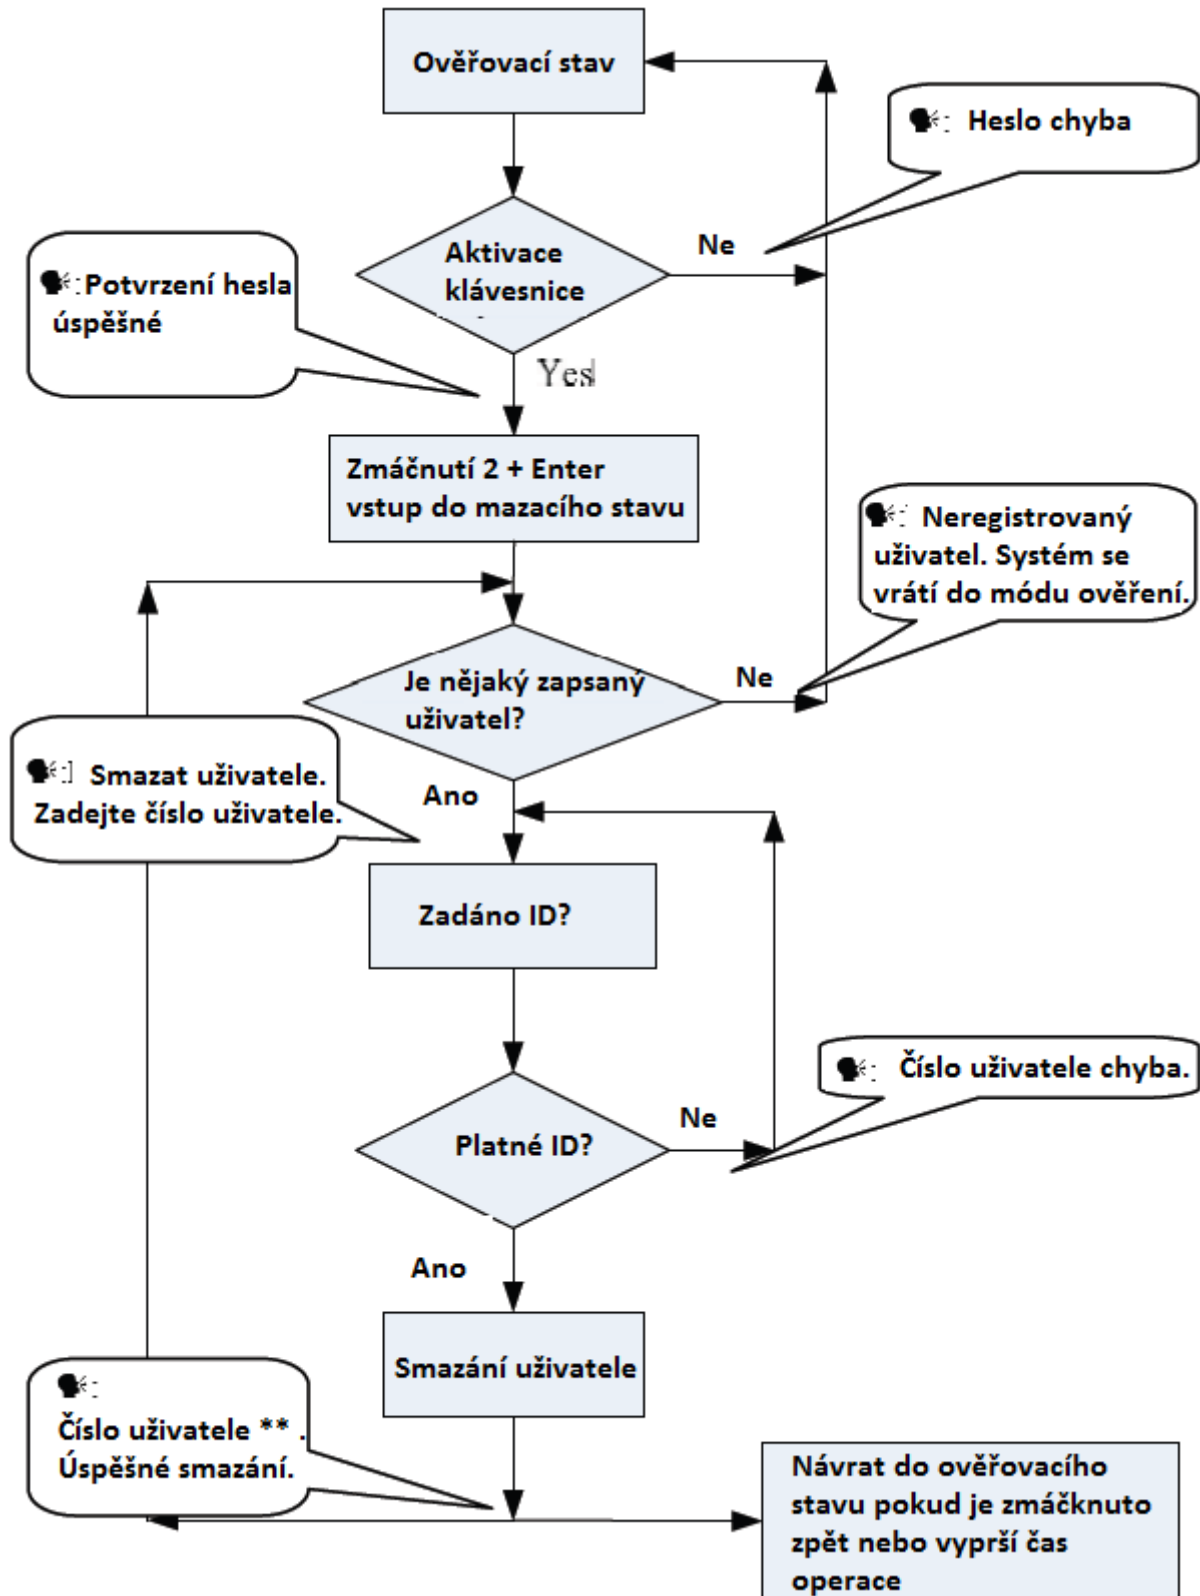 Ověřovací stav
Heslo chyba
Aktivace
klávesnice
Ne
Potvrzení hesla
úspěšné
Yes
Zmáčnutí 2 + Enter
vstup do mazacího stavu
Neregistrovaný
uživatel. Systém se
vrátí do módu ověření.
Je nějaký zapsaný
uživatel?
Ne
Smazat uživatele.
Zadejte číslo uživatele.
Ano
Zadáno ID?
Číslo uživatele chyba.
Platné ID?
Ne
Ano
Smazání uživatele
Číslo uživatele ** .
Úspěšné smazání.
Návrat do ověřovacího
stavu pokud je zmáčknuto
zpět nebo vyprší čas
operace